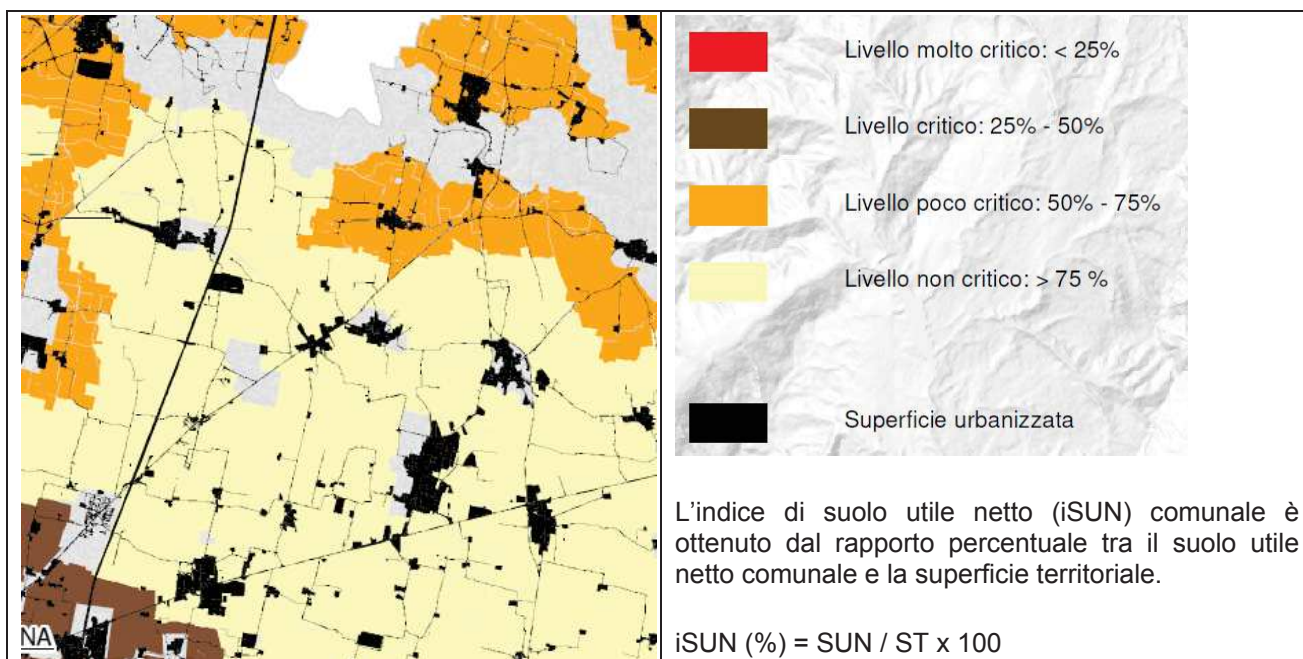 NA
Livello molto critico: < 25%
Livello critico: 25% - 50%
Livello poco critico: 50% - 75%
Livello non critico: > 75 %
Superficie urbanizzata
L'indice di suolo utile netto (iSUN) comunale è
ottenuto dal rapporto percentuale tra il suolo utile
netto comunale e la superficie territoriale.
iSUN (%) = SUN / ST x 100